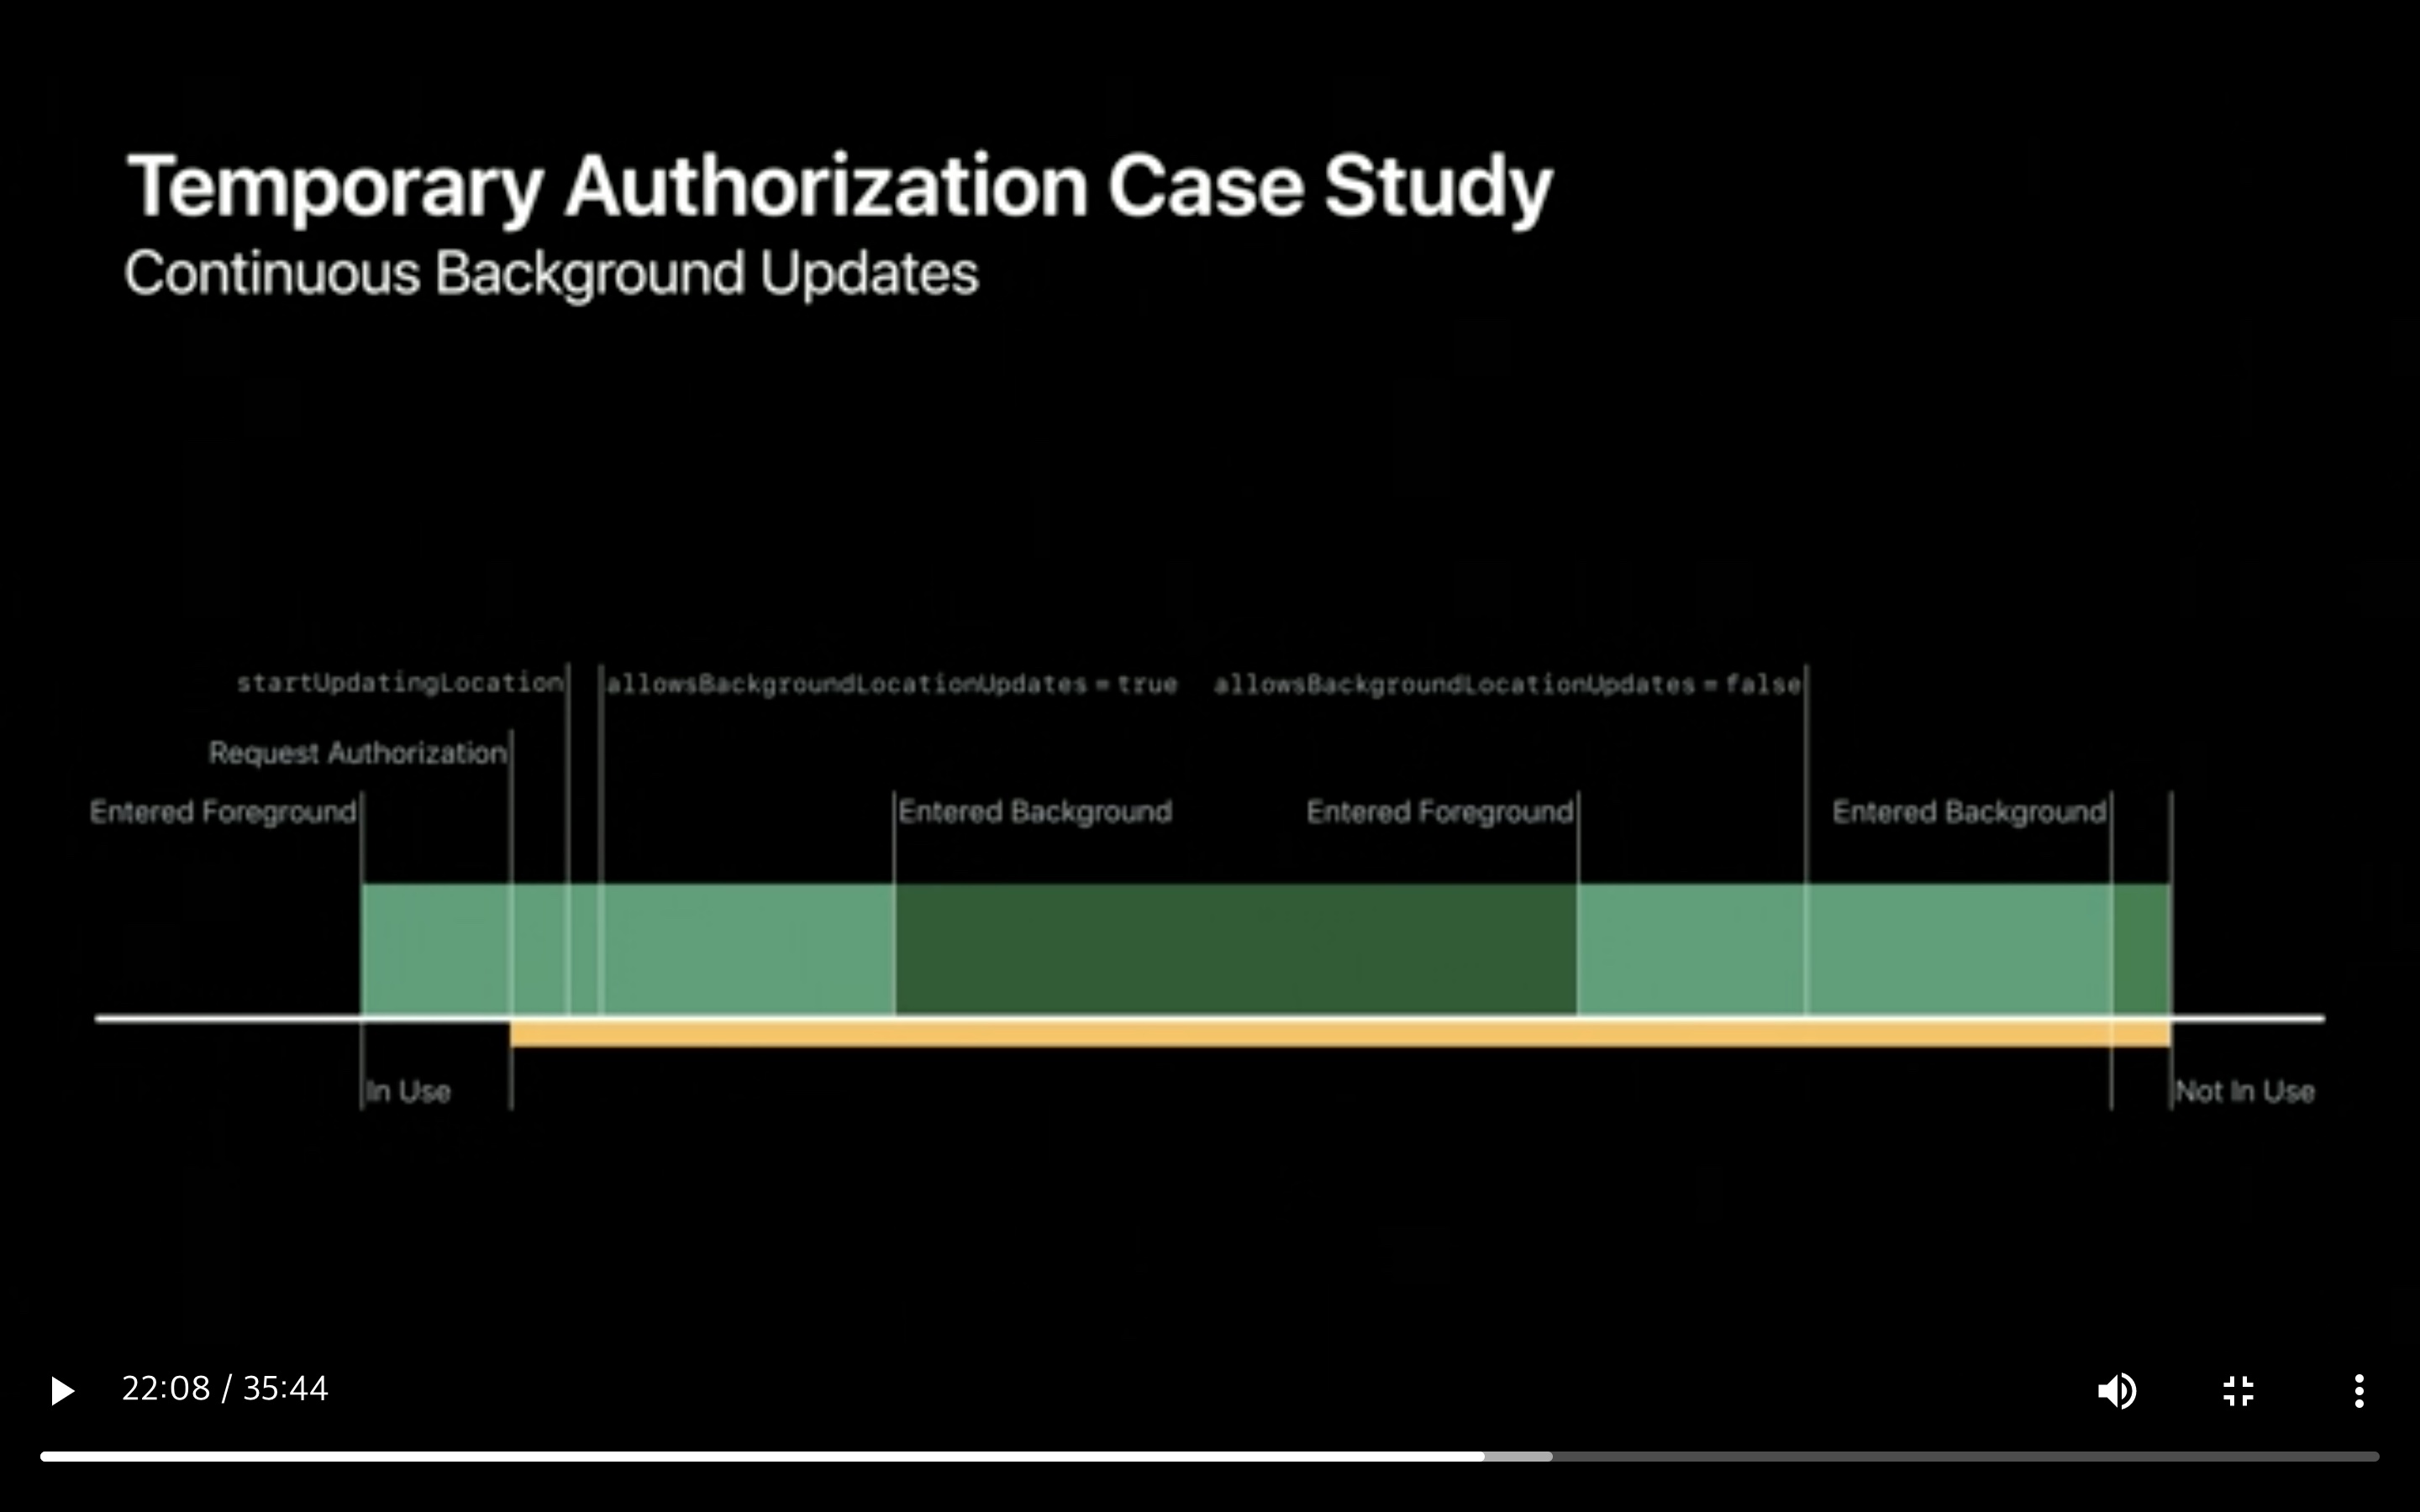 Temporary Authorization Case Study
Continuous Background Updates
startUpdatingLocation allowsBackgroundLocationUpdates = true allowsBackgroundLocationUpdates = false
Request Authorization
Entered Foreground Entered Background Entered Foreground Entered Background
In Use Not In Use
22:08 / 35:44